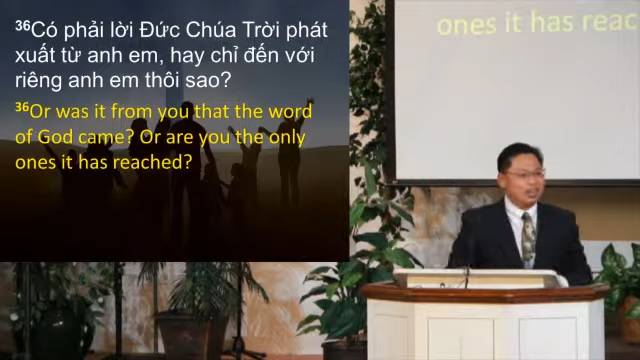 ³⁶Có phải lời Đức Chúa Trời phát
xuất từ anh em, hay chỉ đến với
riêng anh em thôi sao?
³⁶Or was it from you that the word
of God came? Or are you the only
ones it has reached?
ones it has reac